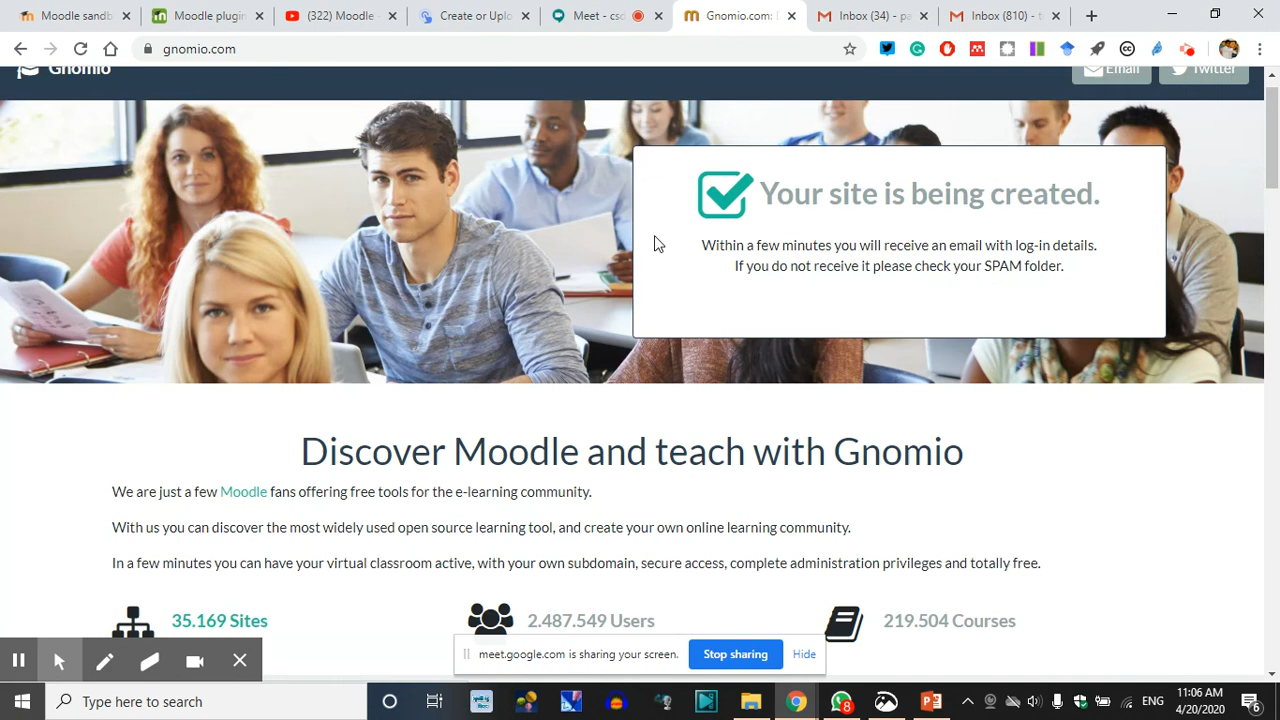 Moodle sandb
Moodle plugin
(322) Moodle -
Create or Uplo
Meet - csd
Gnomio.com:
Inbox (34) - pa
Inbox (810) - t
gnomio.com
Gnomio
Email
Twitter
Your site is being created.
Within a few minutes you will receive an email with log-in details.
If you do not receive it please check your SPAM folder.
Discover Moodle and teach with Gnomio
We are just a few Moodle fans offering free tools for the e-learning community.
With us you can discover the most widely used open source learning tool, and create your own online learning community.
In a few minutes you can have your virtual classroom active, with your own subdomain, secure access, complete administration privileges and totally free.
35.169 Sites
2.487.549 Users
219.504 Courses
meet.google.com is sharing your screen.
Stop sharing
Hide
Type here to search
8
ENG
11:06 AM
4/20/2020
6